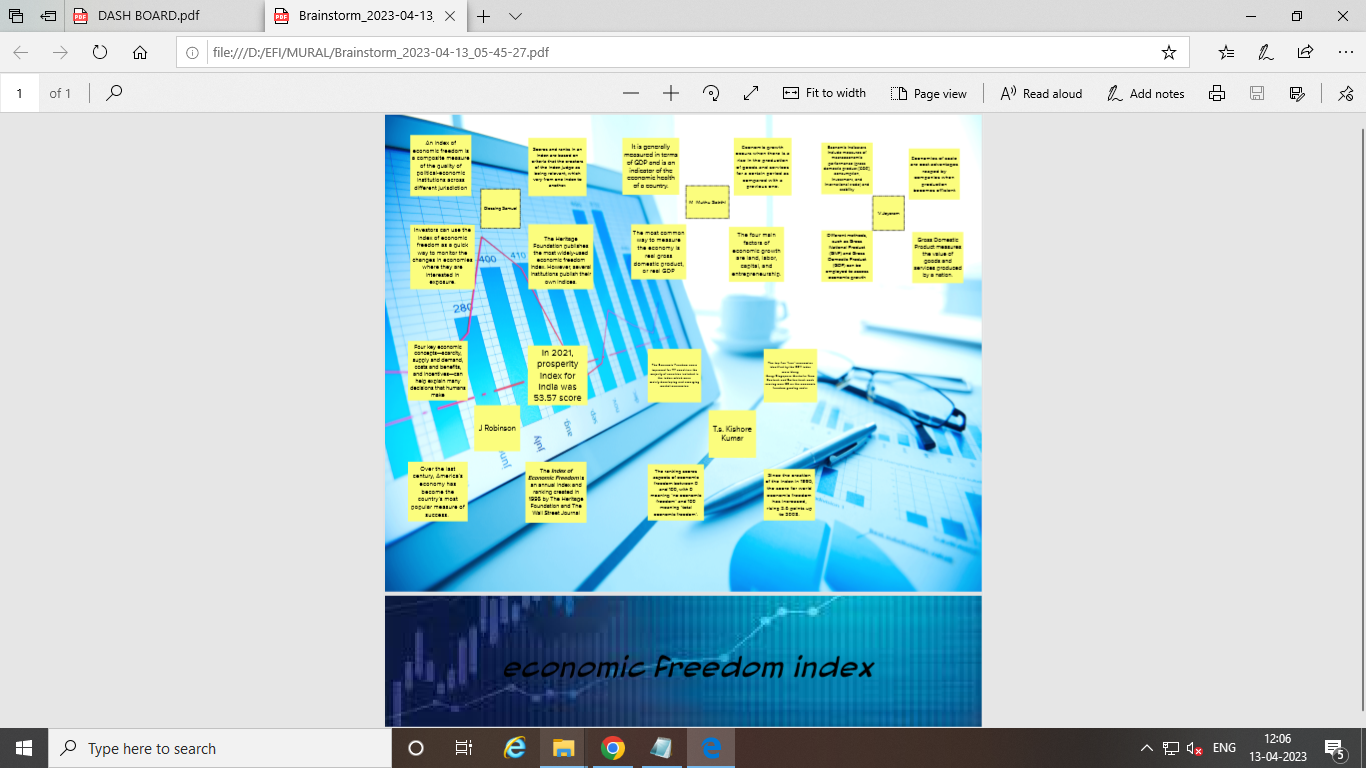 DASH BOARD.pdf
Brainstorm_2023-04-13_
file:///D:/EFI/MURAL/Brainstorm_2023-04-13_05-45-27.pdf
1 of 1
Fit to width
Page view
Read aloud
Add notes
An index of
economic freedom is
a composite measure
of the quality of
political-economic
institutions across
different jurisdiction
Scores and ranks in an
index are based on
criteria that the creators
of the index judge as
being relevant, which
vary from one index to
another.
Blessing Samuel
Investors can use the
index of economic
freedom as a quick
way to monitor the
changes in economies
where they are
interested in
exposure.
The Heritage
Foundation publishes
the most widely-used
economic freedom
index. However, several
institutions publish their
own indices.
It is generally
measured in terms
of GDP and is an
indicator of the
economic health
of a country.
Economic growth
occurs when there is a
rise in the production
of goods and services
for a certain period as
compared with a
previous one.
M. Muthu Sakthi
The most common
way to measure
the economy is
real gross
domestic product,
or real GDP
The four main
factors of
economic growth
are land, labor,
capital, and
entrepreneurship.
Economic indicators
include measures of
macroeconomic
performance (gross
domestic product [GDP],
consumption,
investment, and
international trade) and
stability
Economies of scale
are cost advantages
reaped by
companies when
production
becomes efficient
V.Jayaram
Different methods,
such as Gross
National Product
(GNP) and Gross
Domestic Product
(GDP) can be
employed to assess
economic growth
Gross Domestic
Product measures
the value of
goods and
services produced
by a nation.
400
410
280
Four key economic
concepts—scarcity,
supply and demand,
costs and benefits,
and incentives—can
help explain many
decisions that humans
make
In 2021,
prosperity
index for
India was
53.57 score
J Robinson
Over the last
century, America's
economy has
become the
country's most
popular measure of
success.
The Index of
Economic Freedom is
an annual index and
ranking created in
1995 by The Heritage
Foundation and The
Wall Street Journal
T.s. Kishore
Kumar
The ranking scores
aspects of economic
freedom between 0
and 100, with 0
meaning "no economic
freedom" and 100
meaning "total
economic freedom".
Since the creation
of the index in 1990,
the score for world
economic freedom
has increased,
rising 2.6 points up
to 2008.
june
july
aug.
sep.
economic freedom index
Type here to search
ENG
12:06
13-04-2023
5